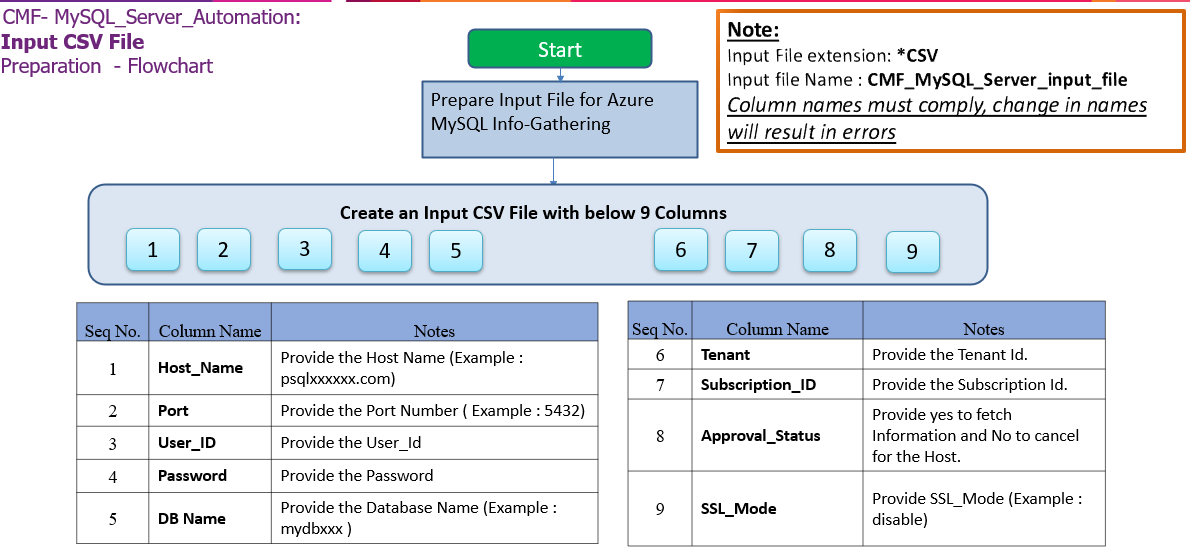 CMF- MySQL_Server_Automation:
Input CSV File
Preparation - Flowchart
Start
Prepare Input File for Azure
MySQL Info-Gathering
Note:
Input File extension: *CSV
Input file Name : CMF_MySQL_Server_input_file
Column names must comply, change in names
will result in errors
Create an Input CSV File with below 9 Columns
1 2 3 4 5 6 7 8 9
Seq No. Column Name Notes
1 Host_Name Provide the Host Name (Example :
psqlxxxxxx.com)
2 Port Provide the Port Number ( Example : 5432)
3 User_ID Provide the User_Id
4 Password Provide the Password
5 DB Name Provide the Database Name (Example :
mydbxxx )
Seq No. Column Name Notes
6 Tenant Provide the Tenant Id.
7 Subscription_ID Provide the Subscription Id.
8 Approval_Status Provide yes to fetch
Information and No to cancel
for the Host.
9 SSL_Mode Provide SSL_Mode (Example :
disable)